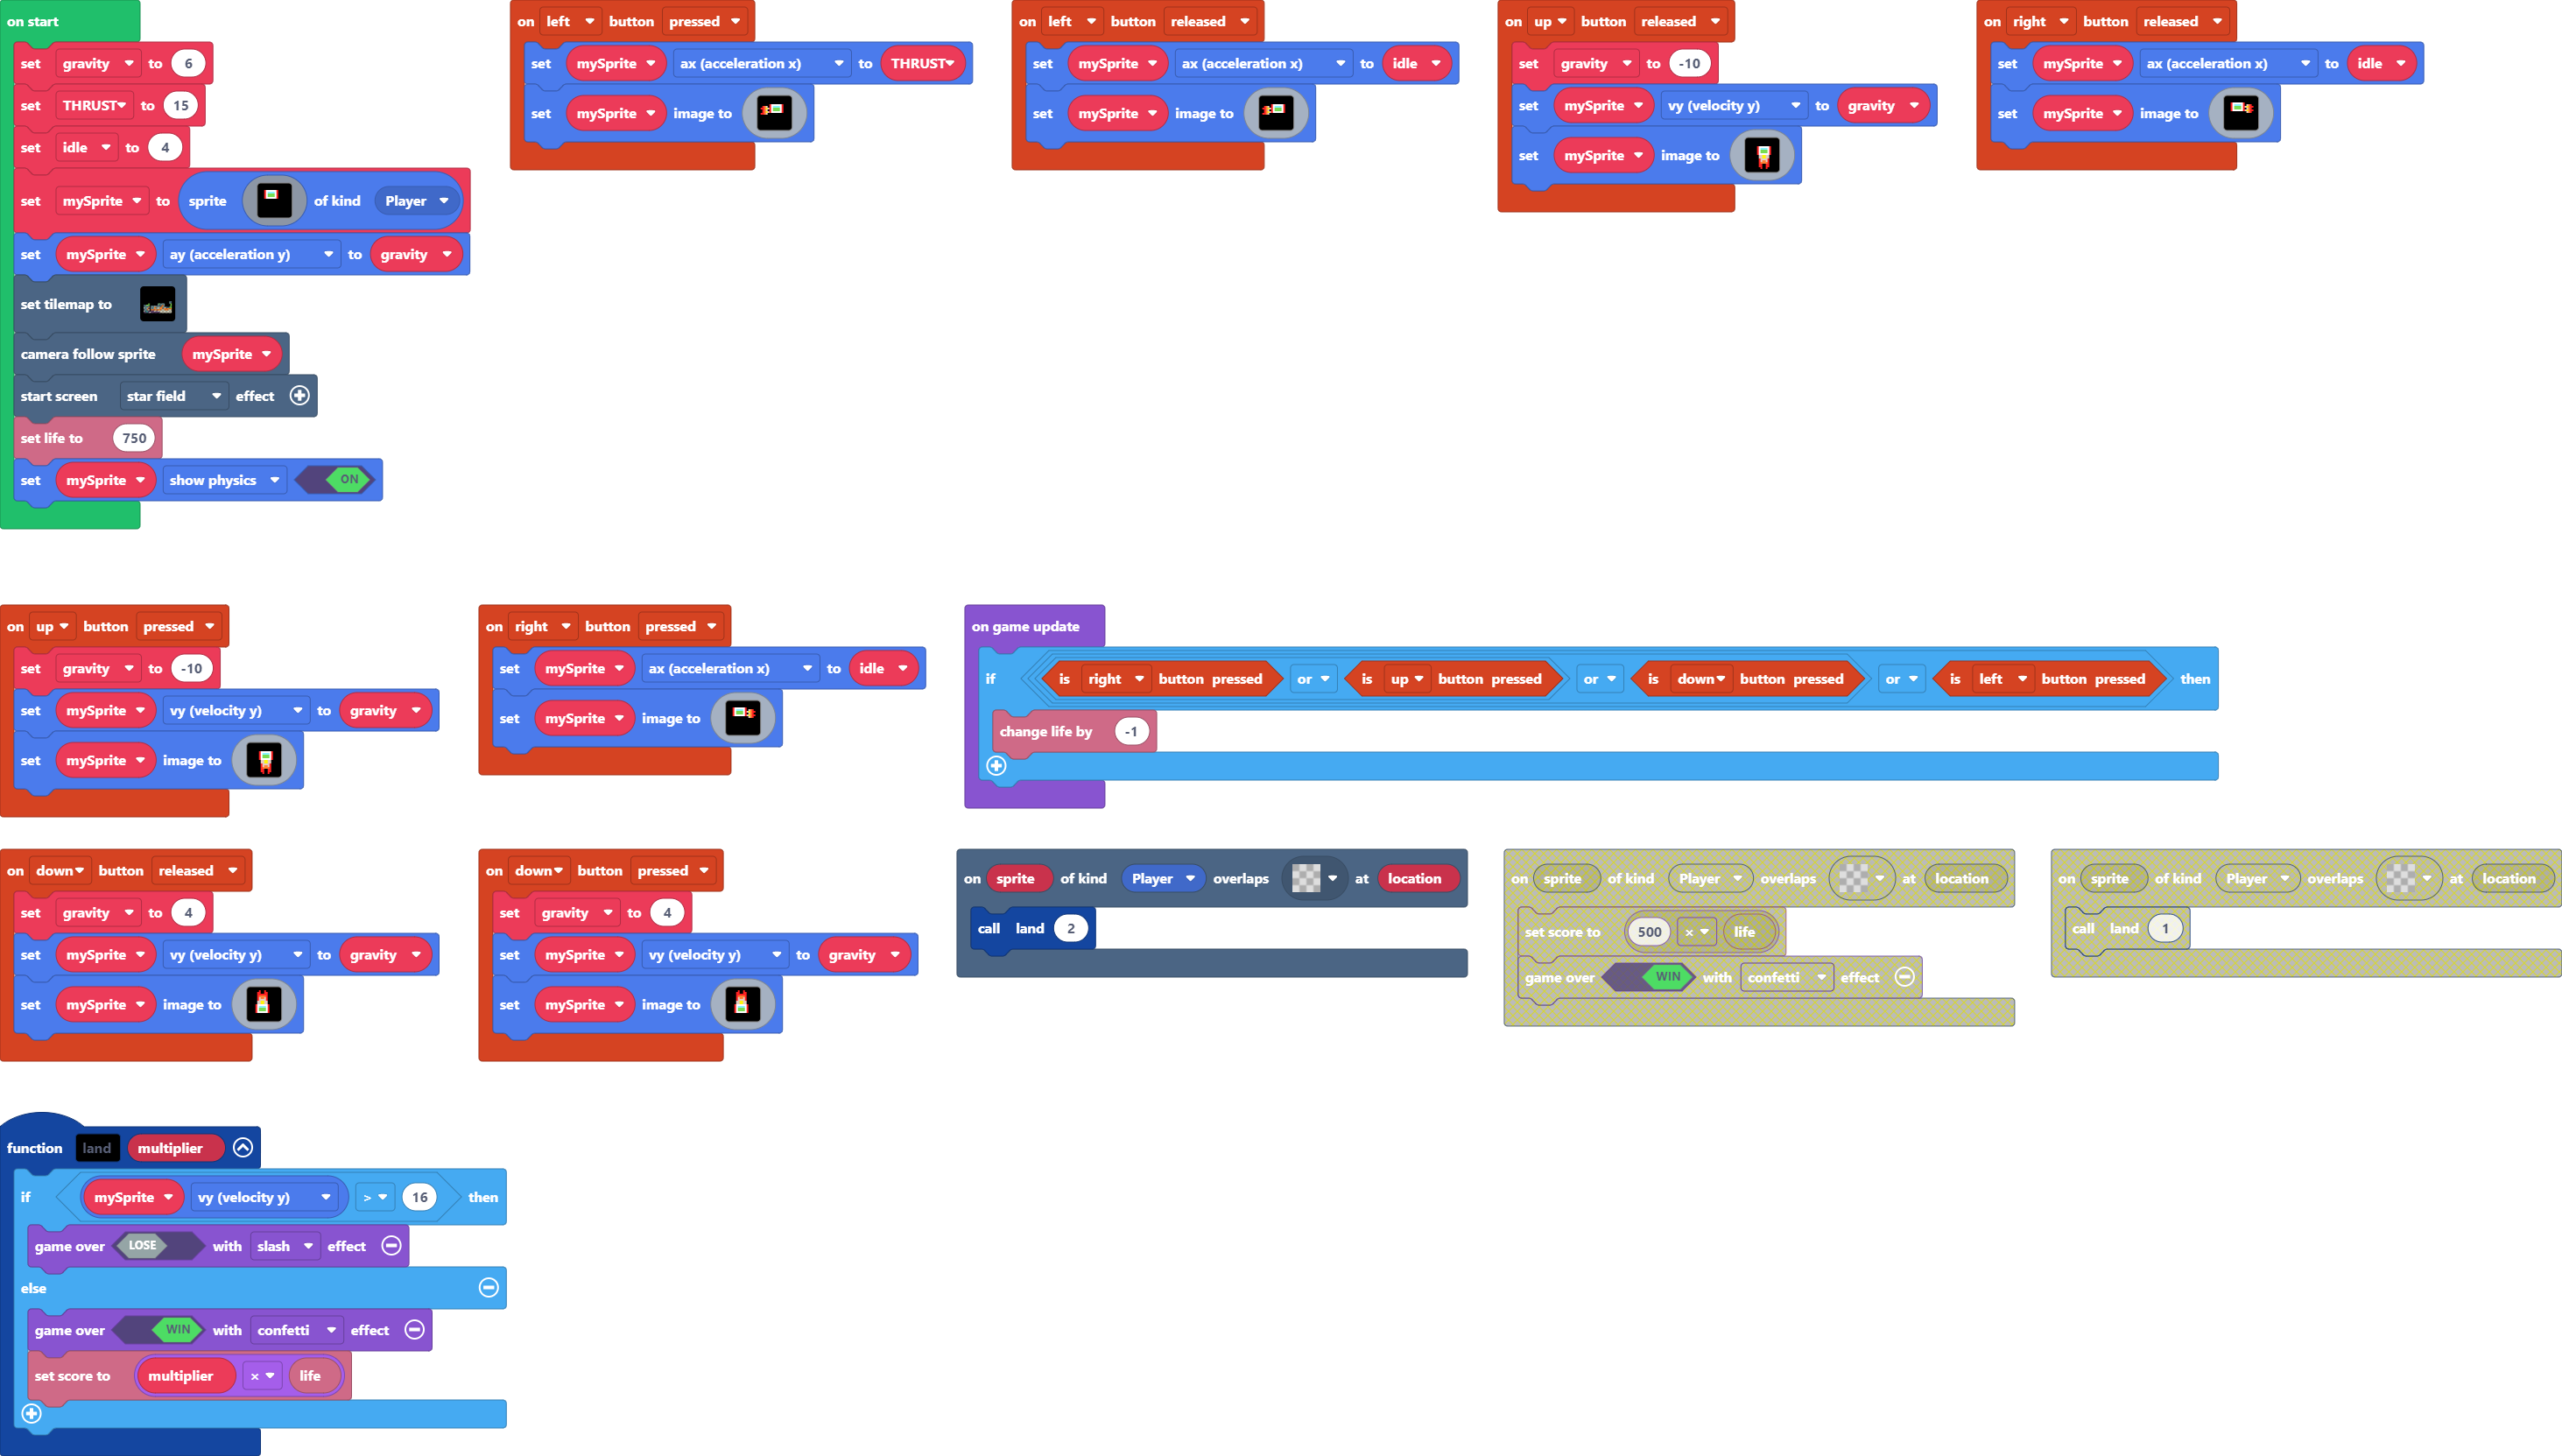 on start
set gravity to 6
set THRUST to 15
set idle to 4
set mySprite to sprite of kind Player
set mySprite ay (acceleration y) to gravity
set tilemap to
camera follow sprite mySprite
start screen star field effect
set life to 750
set mySprite show physics ON
on left button pressed
set mySprite ax (acceleration x) to THRUST
set mySprite image to
on left button released
set mySprite ax (acceleration x) to idle
set mySprite image to
on up button released
set gravity to -10
set mySprite vy (velocity y) to gravity
set mySprite image to
on right button released
set mySprite ax (acceleration x) to idle
set mySprite image to
on up button pressed
set gravity to -10
set mySprite vy (velocity y) to gravity
set mySprite image to
on right button pressed
set mySprite ax (acceleration x) to idle
set mySprite image to
on game update
if is right button pressed or is up button pressed or is down button pressed or is left button pressed then
change life by -1
on down button released
set gravity to 4
set mySprite vy (velocity y) to gravity
set mySprite image to
on down button pressed
set gravity to 4
set mySprite vy (velocity y) to gravity
set mySprite image to
on sprite of kind Player overlaps at location
call land 2
on sprite of kind Player overlaps at location
set score to 500 × life
game over WIN with confetti effect
on sprite of kind Player overlaps at location
call land 1
function land multiplier
if mySprite vy (velocity y) > 16 then
game over LOSE with slash effect
else
game over WIN with confetti effect
set score to multiplier × life